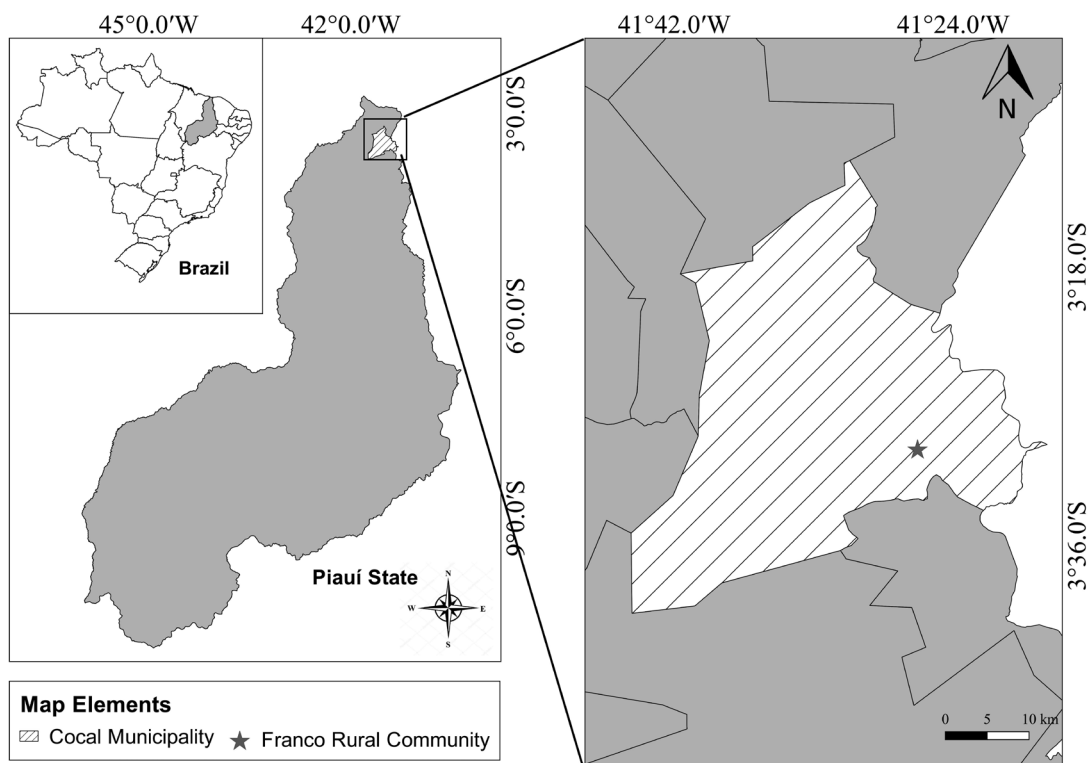 45°0.0′W 42°0.0′W
41°42.0′W 41°24.0′W
3°0.0′S
6°0.0′S
9°0.0′S
Brazil
Piauí State
N
W E
S
N
3°18.0′S
3°36.0′S
0 5 10 km
Map Elements
Cocal Municipality Franco Rural Community